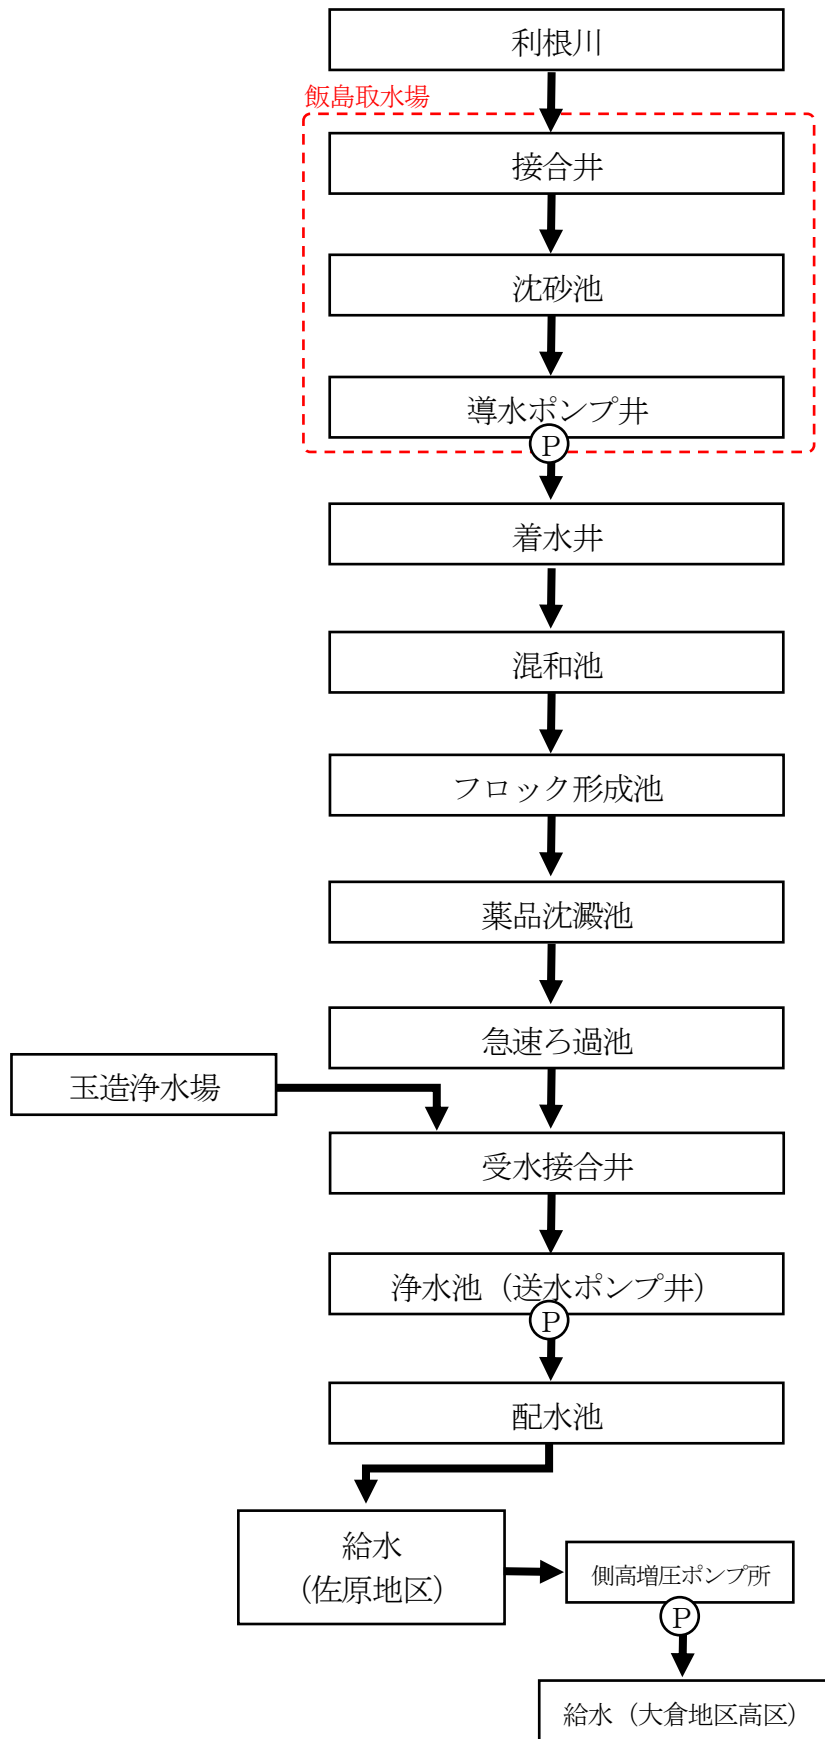 利根川
飯島取水場
接合井
沈砂池
導水ポンプ井
P
着水井
混和池
フロック形成池
薬品沈澱池
急速ろ過池
玉造浄水場
受水接合井
浄水池（送水ポンプ井）
P
配水池
給水
（佐原地区）
側高増圧ポンプ所
P
給水（大倉地区高区）